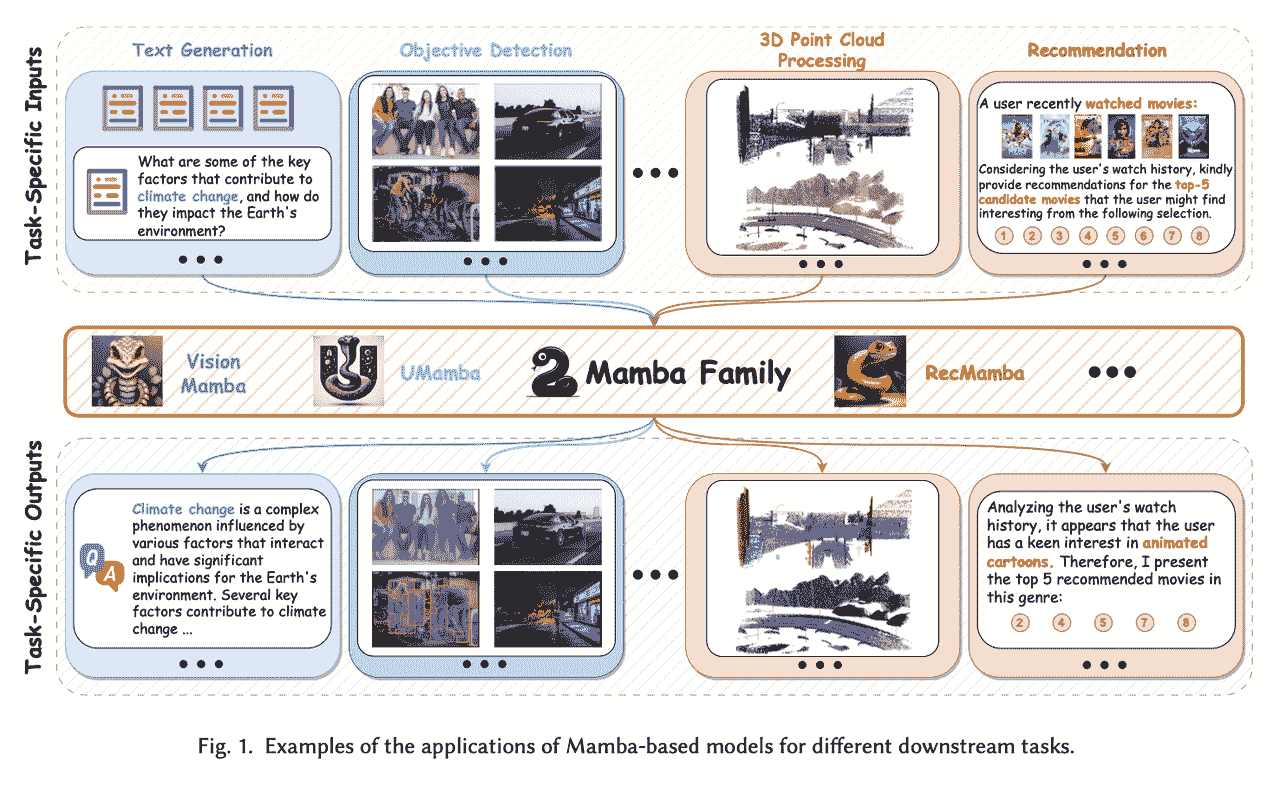 Task-Specific Inputs
Text Generation
What are some of the key
factors that contribute to
climate change, and how do
they impact the Earth's
environment?
Objective Detection
3D Point Cloud
Processing
Recommendation
A user recently watched movies:
Considering the user's watch history, kindly
provide recommendations for the top-5
candidate movies that the user might find
interesting from the following selection.
1 2 3 4 5 6 7 8
Vision
Mamba
UMamba
Mamba Family
RecMamba
Task-Specific Outputs
Q
A
Climate change is a complex
phenomenon influenced by
various factors that interact
and have significant
implications for the Earth's
environment. Several key
factors contribute to climate
change ...
Analyzing the user's watch
history, it appears that the user
has a keen interest in animated
cartoons. Therefore, I present
the top 5 recommended movies in
this genre:
2 4 5 7 8
Fig. 1. Examples of the applications of Mamba-based models for different downstream tasks.